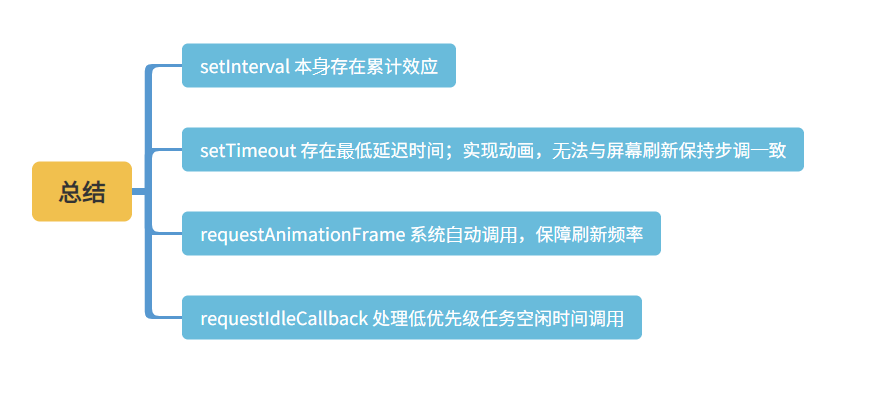 总结
setInterval 本身存在累计效应
setTimeout 存在最低延迟时间；实现动画，无法与屏幕刷新保持步调一致
requestAnimationFrame 系统自动调用，保障刷新频率
requestIdleCallback 处理低优先级任务空闲时间调用